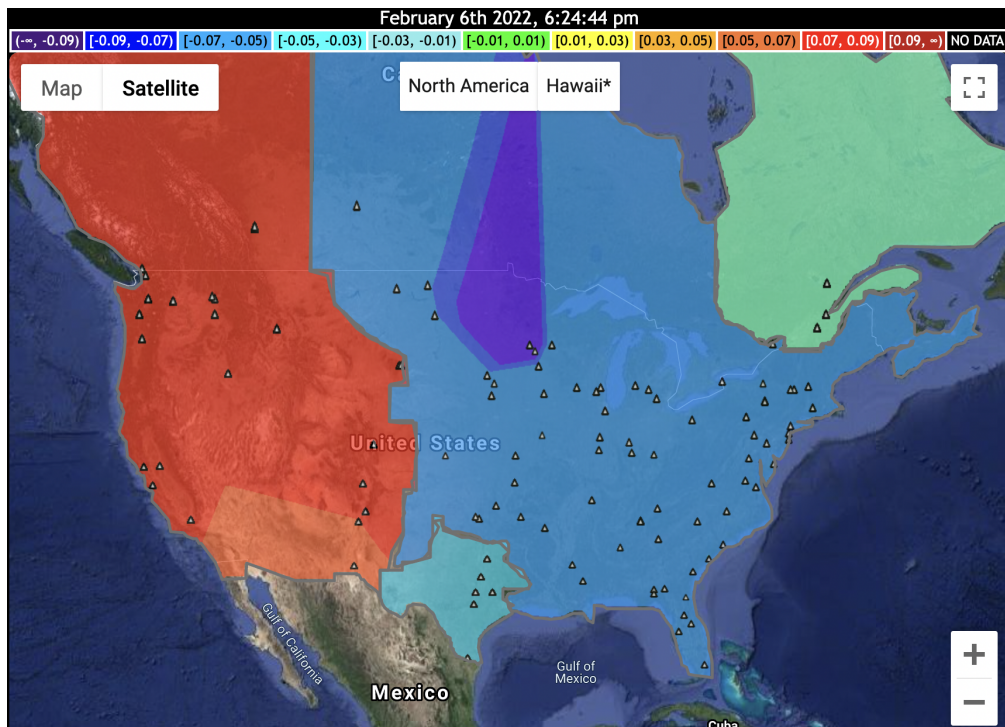 February 6th 2022, 6:24:44 pm
(-∞, -0.09) [-0.09, -0.07) [-0.07, -0.05) [-0.05, -0.03) [-0.03, -0.01) [-0.01, 0.01) [0.01, 0.03) [0.03, 0.05) [0.05, 0.07) [0.07, 0.09) [0.09, ∞) NO DATA
Map Satellite North America Hawaii*
United States
Gulf of California
Gulf of Mexico
Mexico
Cuba
+
−